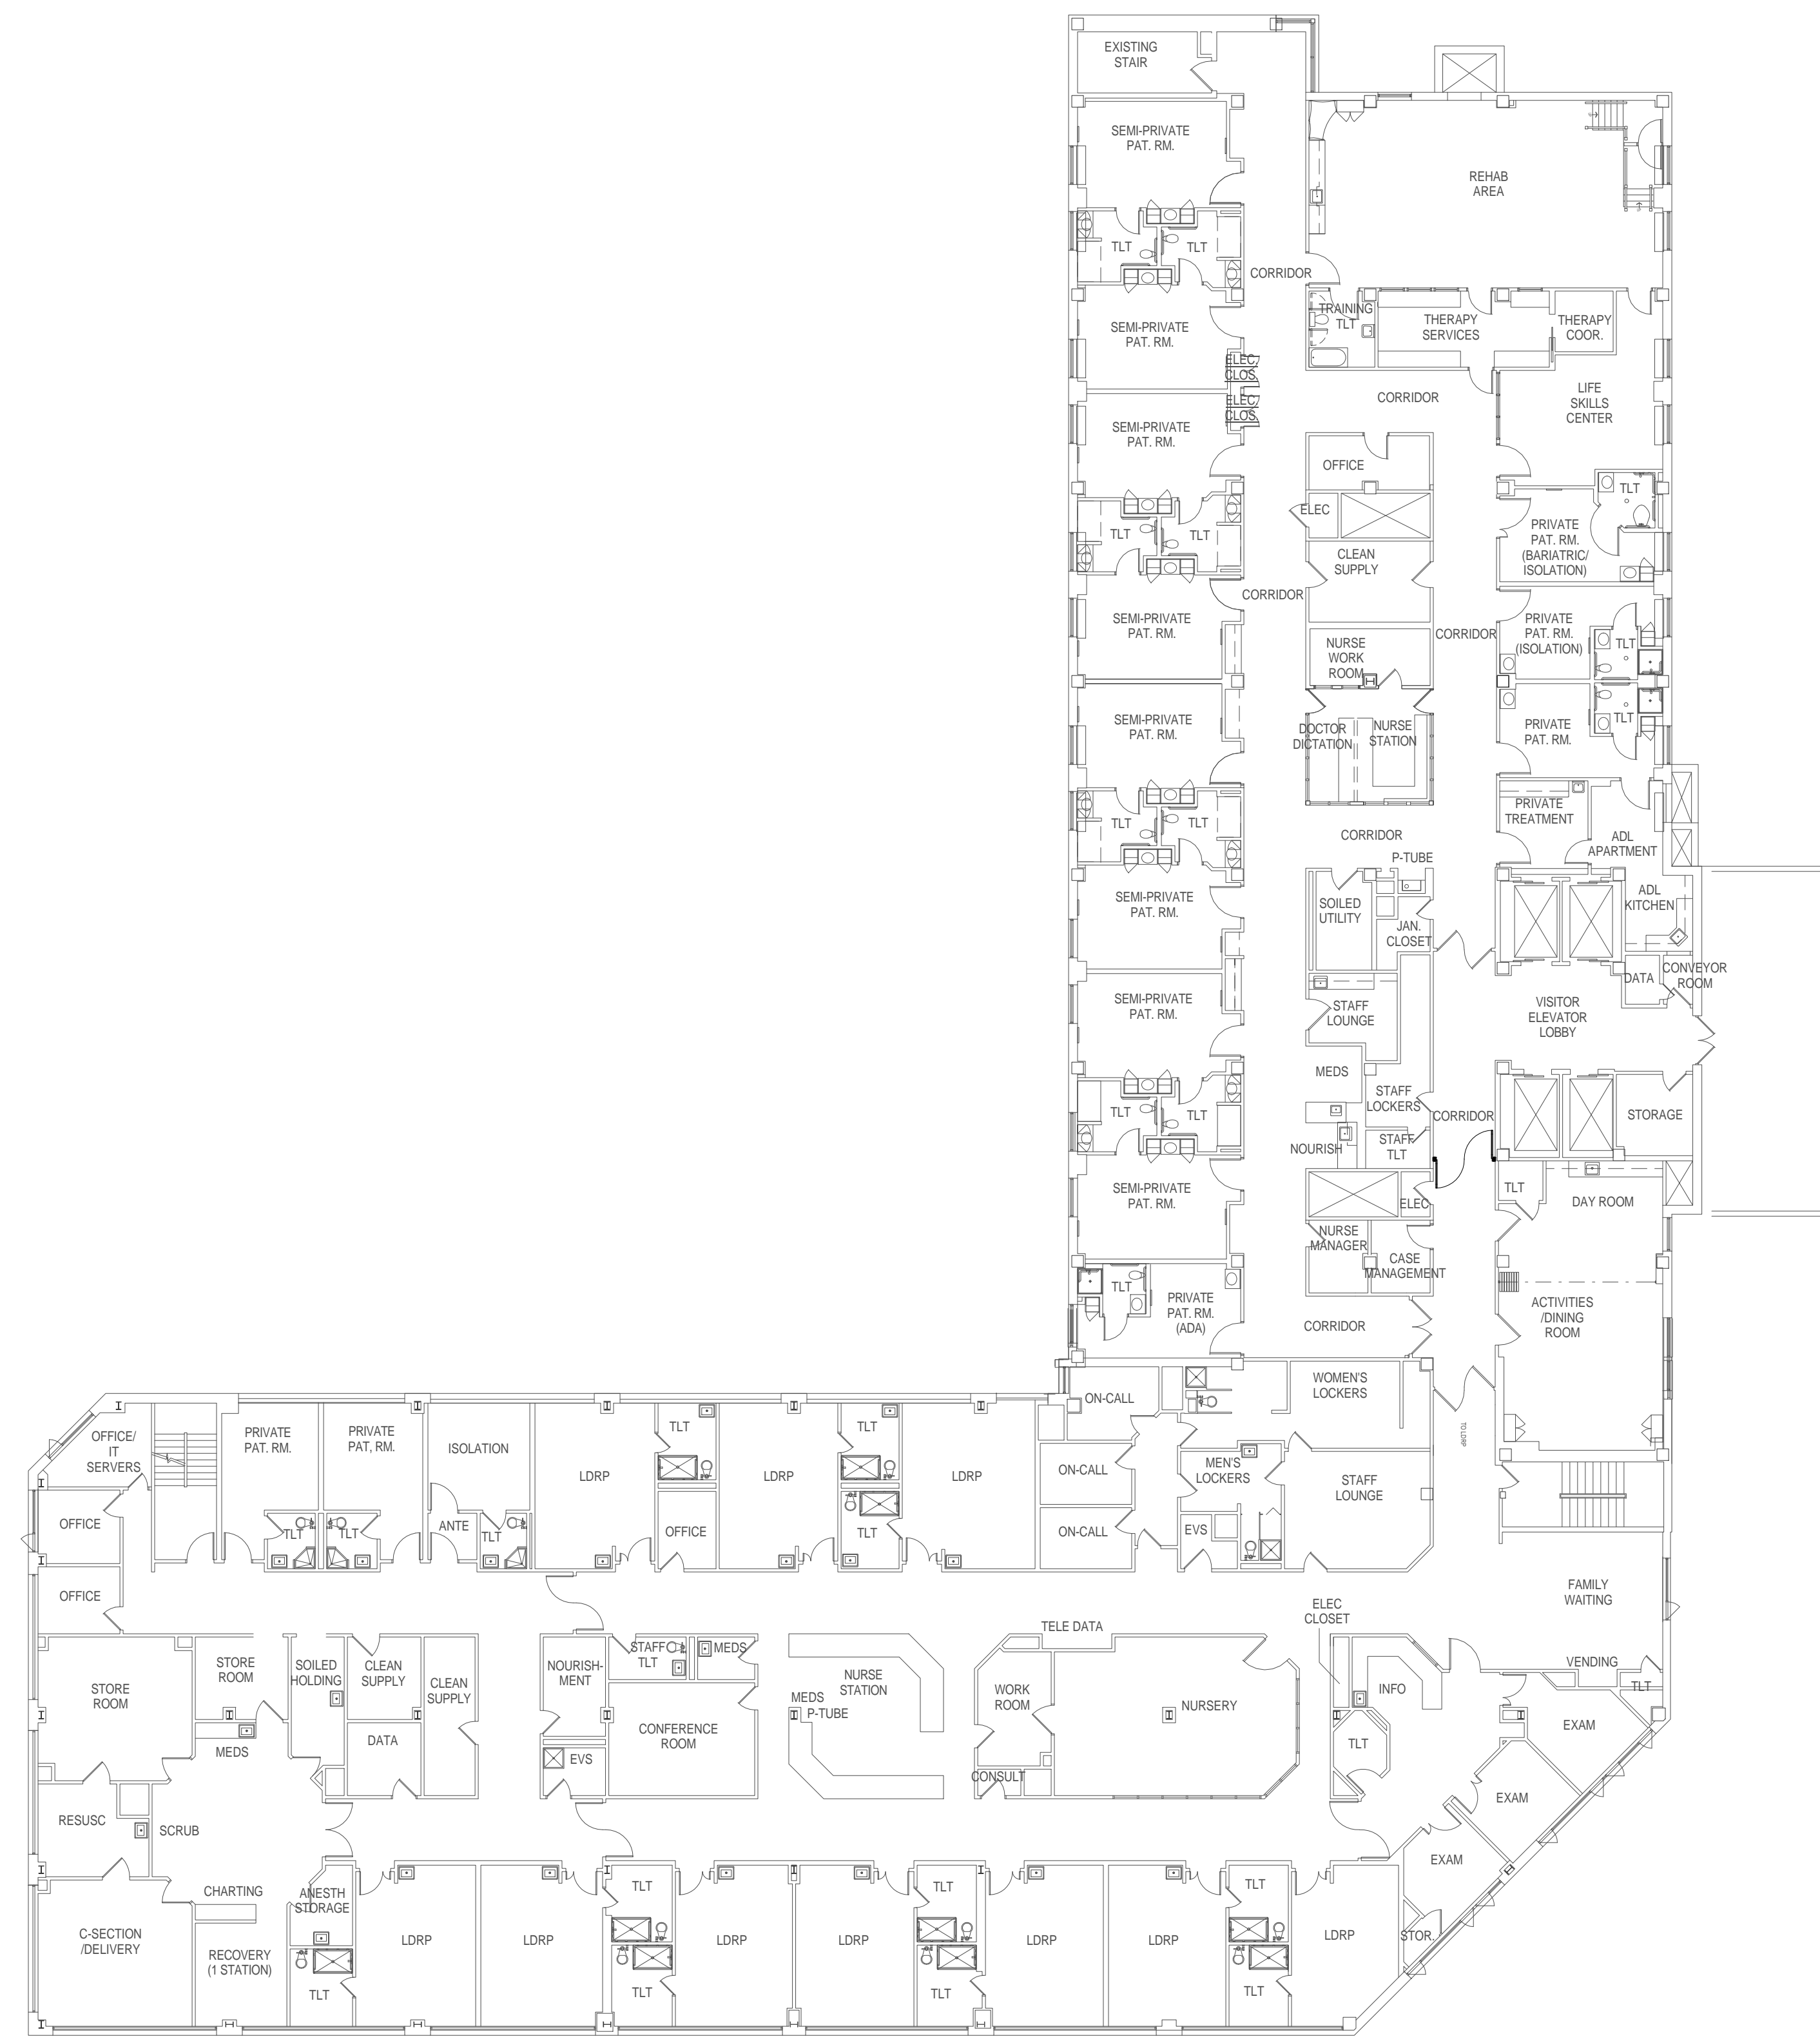 EXISTING
STAIR
SEMI-PRIVATE
PAT. RM.
REHAB
AREA
TLT
TLT
CORRIDOR
SEMI-PRIVATE
PAT. RM.
TRAINING
TLT
THERAPY
SERVICES
THERAPY
COOR.
ELEC.
CLOS.
ELEC.
CLOS.
CORRIDOR
LIFE
SKILLS
CENTER
SEMI-PRIVATE
PAT. RM.
OFFICE
TLT
ELEC
TLT
TLT
PRIVATE
PAT. RM.
(BARIATRIC/
ISOLATION)
CLEAN
SUPPLY
CORRIDOR
SEMI-PRIVATE
PAT. RM.
NURSE
WORK
ROOM
CORRIDOR
PRIVATE
PAT. RM.
(ISOLATION)
TLT
SEMI-PRIVATE
PAT. RM.
DOCTOR
DICTATION
NURSE
STATION
PRIVATE
PAT. RM.
TLT
TLT
TLT
CORRIDOR
PRIVATE
TREATMENT
ADL
APARTMENT
P-TUBE
SEMI-PRIVATE
PAT. RM.
SOILED
UTILITY
JAN.
CLOSET
ADL
KITCHEN
DATA
CONVEYOR
ROOM
SEMI-PRIVATE
PAT. RM.
STAFF
LOUNGE
VISITOR
ELEVATOR
LOBBY
MEDS
STAFF
LOCKERS
CORRIDOR
STORAGE
TLT
TLT
NOURISH
STAFF
TLT
SEMI-PRIVATE
PAT. RM.
ELEC
TLT
DAY ROOM
NURSE
MANAGER
CASE
MANAGEMENT
TLT
PRIVATE
PAT. RM.
(ADA)
CORRIDOR
ACTIVITIES
/DINING
ROOM
ON-CALL
WOMEN'S
LOCKERS
TO LDRP
OFFICE/
IT
SERVERS
PRIVATE
PAT. RM.
PRIVATE
PAT, RM.
ISOLATION
LDRP
TLT
LDRP
TLT
LDRP
ON-CALL
MEN'S
LOCKERS
STAFF
LOUNGE
OFFICE
TLT
TLT
ANTE
TLT
OFFICE
TLT
ON-CALL
EVS
OFFICE
FAMILY
WAITING
ELEC
CLOSET
TELE DATA
STORE
ROOM
STORE
ROOM
SOILED
HOLDING
CLEAN
SUPPLY
CLEAN
SUPPLY
NOURISH-
MENT
STAFF
TLT
MEDS
NURSE
STATION
MEDS
P-TUBE
WORK
ROOM
NURSERY
INFO
VENDING
TLT
MEDS
DATA
EVS
CONFERENCE
ROOM
CONSULT
TLT
EXAM
EXAM
EXAM
RESUSC
SCRUB
CHARTING
ANESTH
STORAGE
C-SECTION
/DELIVERY
RECOVERY
(1 STATION)
TLT
LDRP
LDRP
TLT
TLT
LDRP
LDRP
TLT
TLT
LDRP
LDRP
TLT
TLT
LDRP
STOR.